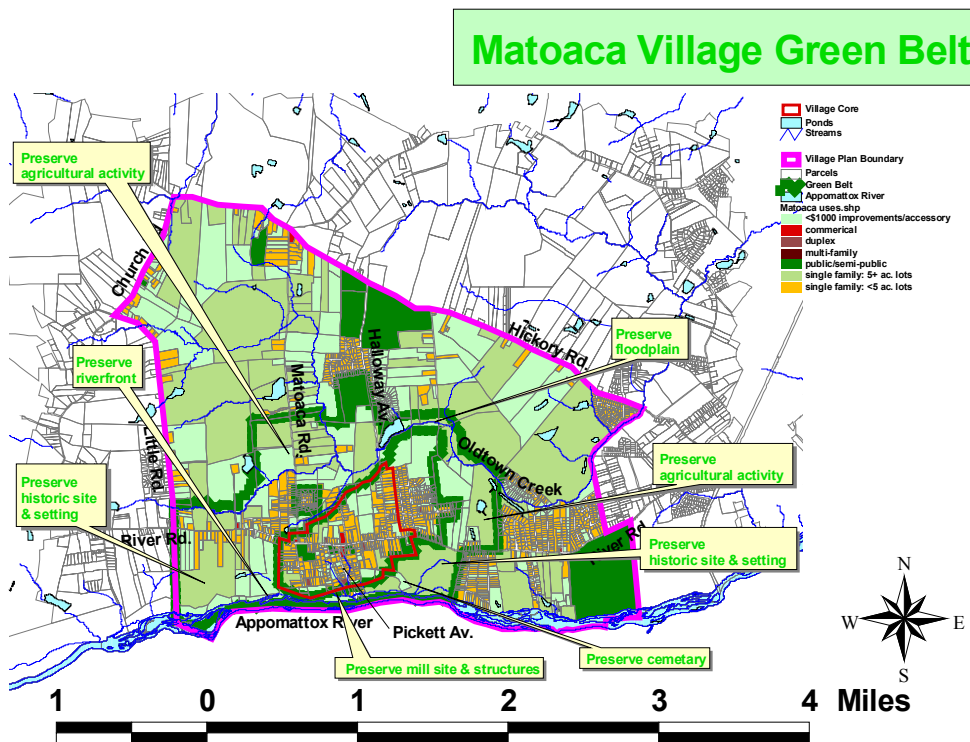 Matoaca Village Green Belt
Village Core
Ponds
Streams
Village Plan Boundary
Parcels
Green Belt
Appomattox River
Matoaca uses.shp
<$1000 improvements/accessory
commerical
duplex
multi-family
public/semi-public
single family: 5+ ac. lots
single family: <5 ac. lots
Preserve
agricultural activity
Church
Preserve
riverfront
Matoaca Rd.
Halloway Av.
Hickory Rd.
Preserve
floodplain
Little Rd.
Oldtown Creek
Preserve
agricultural activity
Preserve
historic site
& setting
River Rd.
River Rd
Preserve
historic site & setting
Appomattox River
Pickett Av.
Preserve mill site & structures
Preserve cemetary
N
W
E
S
1 0 1 2 3 4 Miles